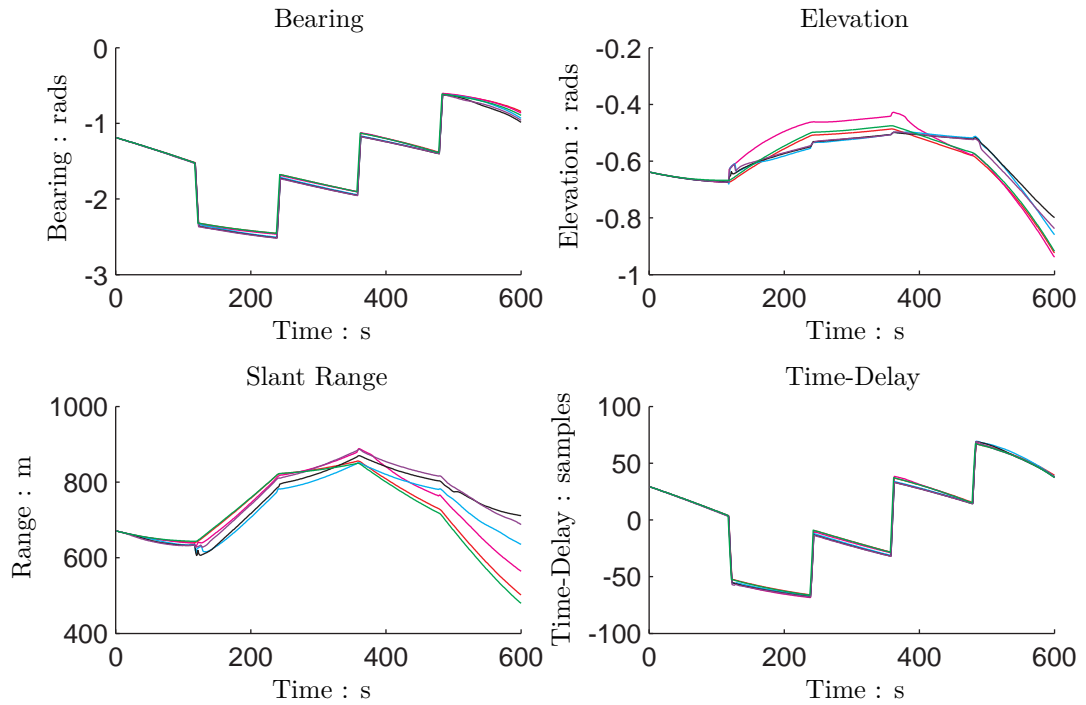 Bearing
Bearing : rads
0
-1
-2
-3
0
200
400
600
Time : s
Elevation
Elevation : rads
-0.2
-0.4
-0.6
-0.8
-1
0
200
400
600
Time : s
Slant Range
Range : m
1000
800
600
400
0
200
400
600
Time : s
Time-Delay
Time-Delay : samples
100
50
0
-50
-100
0
200
400
600
Time : s